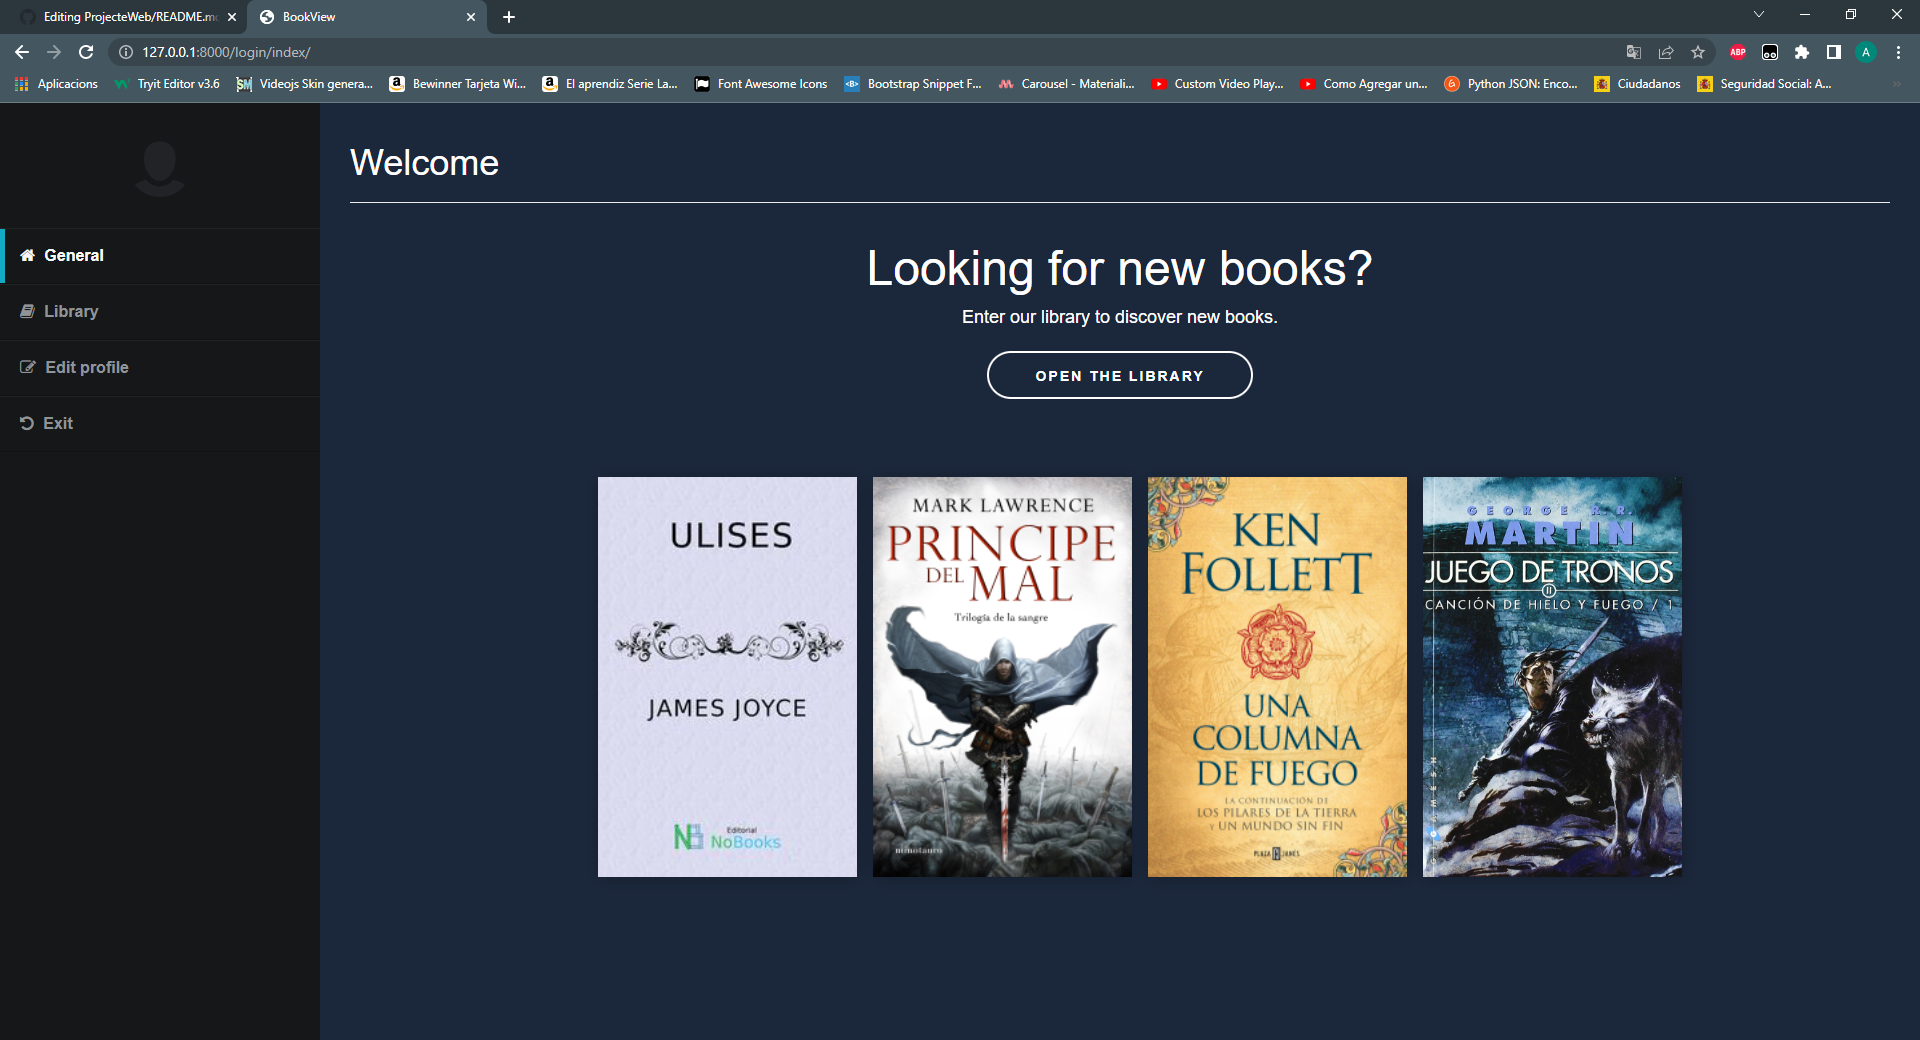 Editing ProjecteWeb/README.m
BookView
127.0.0.1:8000/login/index/
ABP
A
Aplicacions
Tryit Editor v3.6
Videojs Skin genera...
Bewinner Tarjeta Wi...
El aprendiz Serie La...
Font Awesome Icons
Bootstrap Snippet F...
Carousel - Materiali...
Custom Video Play...
Como Agregar un...
Python JSON: Enco...
Ciudadanos
Seguridad Social: A...
General
Library
Edit profile
Exit
Welcome
Looking for new books?
Enter our library to discover new books.
OPEN THE LIBRARY
ULISES
JAMES JOYCE
Editorial
NoBooks
MARK LAWRENCE
PRINCIPE
DEL MAL
Trilogía de la sangre
minotauro
KEN
FOLLETT
UNA
COLUMNA
DE FUEGO
LA CONTINUACIÓN DE
LOS PILARES DE LA TIERRA
Y UN MUNDO SIN FIN
PLAZA JANÉS
GEORGE R.R.
MARTIN
JUEGO DE TRONOS
II
CANCIÓN DE HIELO Y FUEGO / 1
GIGAMESH